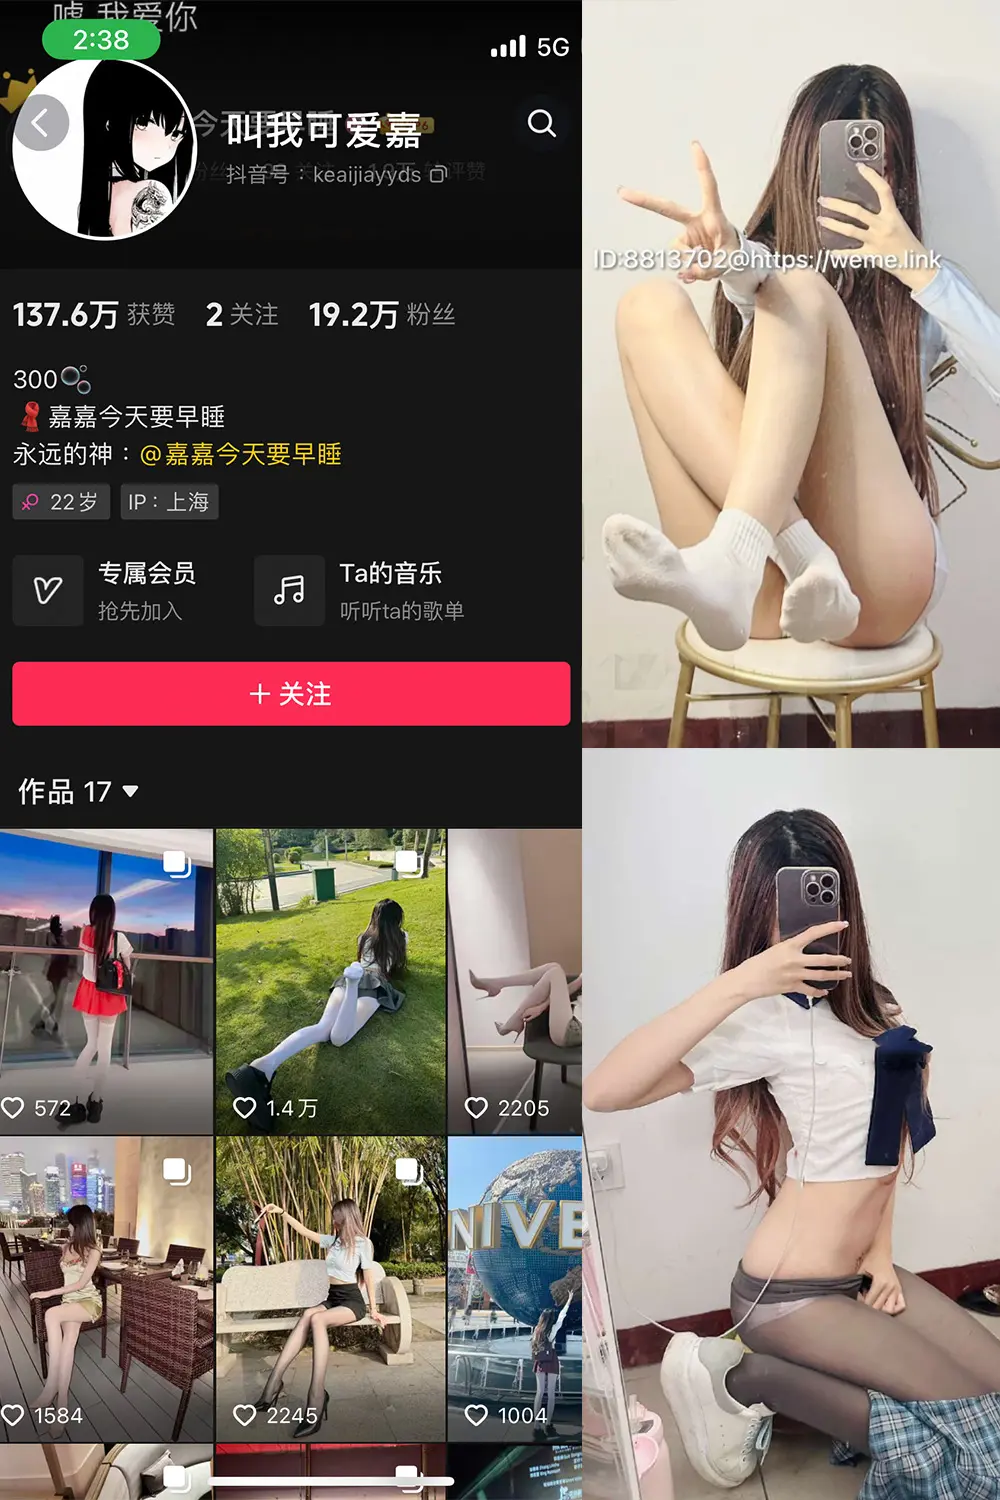 嘘 我爱你
2:38
5G
叫我可爱嘉
抖音号：keaijiayyds
137.6万 获赞 2 关注 19.2万 粉丝
300
嘉嘉今天要早睡
永远的神：@嘉嘉今天要早睡
22岁 IP：上海
专属会员 Ta的音乐
抢先加入 听听ta的歌单
关注
作品 17
572 1.4万 2205
NIVE
1584 2245 1004
ID:8813702@https://weme.link